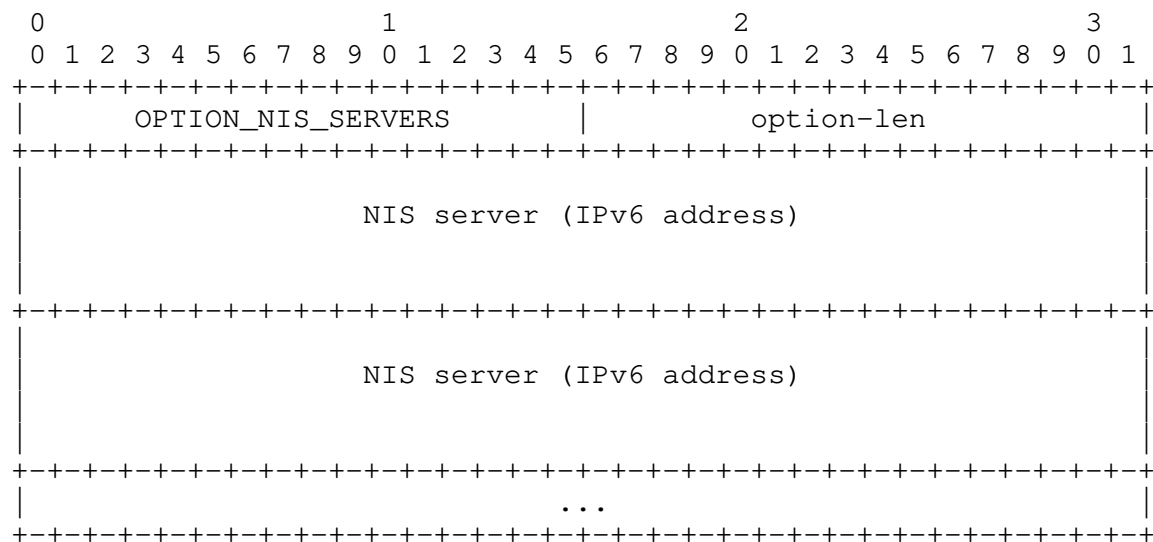 0                   1                   2                   3
 0 1 2 3 4 5 6 7 8 9 0 1 2 3 4 5 6 7 8 9 0 1 2 3 4 5 6 7 8 9 0 1
+-+-+-+-+-+-+-+-+-+-+-+-+-+-+-+-+-+-+-+-+-+-+-+-+-+-+-+-+-+-+-+-+
|      OPTION_NIS_SERVERS       |         option-len            |
+-+-+-+-+-+-+-+-+-+-+-+-+-+-+-+-+-+-+-+-+-+-+-+-+-+-+-+-+-+-+-+-+
|                                                               |
|                   NIS server (IPv6 address)                   |
|                                                               |
|                                                               |
+-+-+-+-+-+-+-+-+-+-+-+-+-+-+-+-+-+-+-+-+-+-+-+-+-+-+-+-+-+-+-+-+
|                                                               |
|                   NIS server (IPv6 address)                   |
|                                                               |
|                                                               |
+-+-+-+-+-+-+-+-+-+-+-+-+-+-+-+-+-+-+-+-+-+-+-+-+-+-+-+-+-+-+-+-+
|                              ...                              |
+-+-+-+-+-+-+-+-+-+-+-+-+-+-+-+-+-+-+-+-+-+-+-+-+-+-+-+-+-+-+-+-+